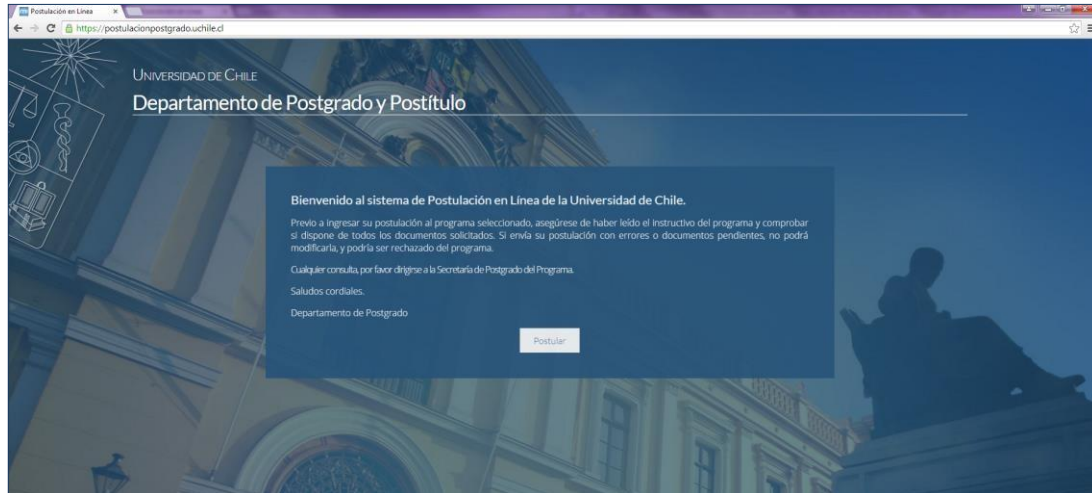 Postulación en Línea
https://postulacionpostgrado.uchile.cl
UNIVERSIDAD DE CHILE
Departamento de Postgrado y Postítulo
Bienvenido al sistema de Postulación en Línea de la Universidad de Chile.
Previo a ingresar su postulación al programa seleccionado, asegúrese de haber leído el instructivo del programa y comprobar
si dispone de todos los documentos solicitados. Si envía su postulación con errores o documentos pendientes, no podrá
modificarla, y podría ser rechazado del programa.
Cualquier consulta, por favor dirigirse a la Secretaría de Postgrado del Programa.
Saludos cordiales.
Departamento de Postgrado
Postular